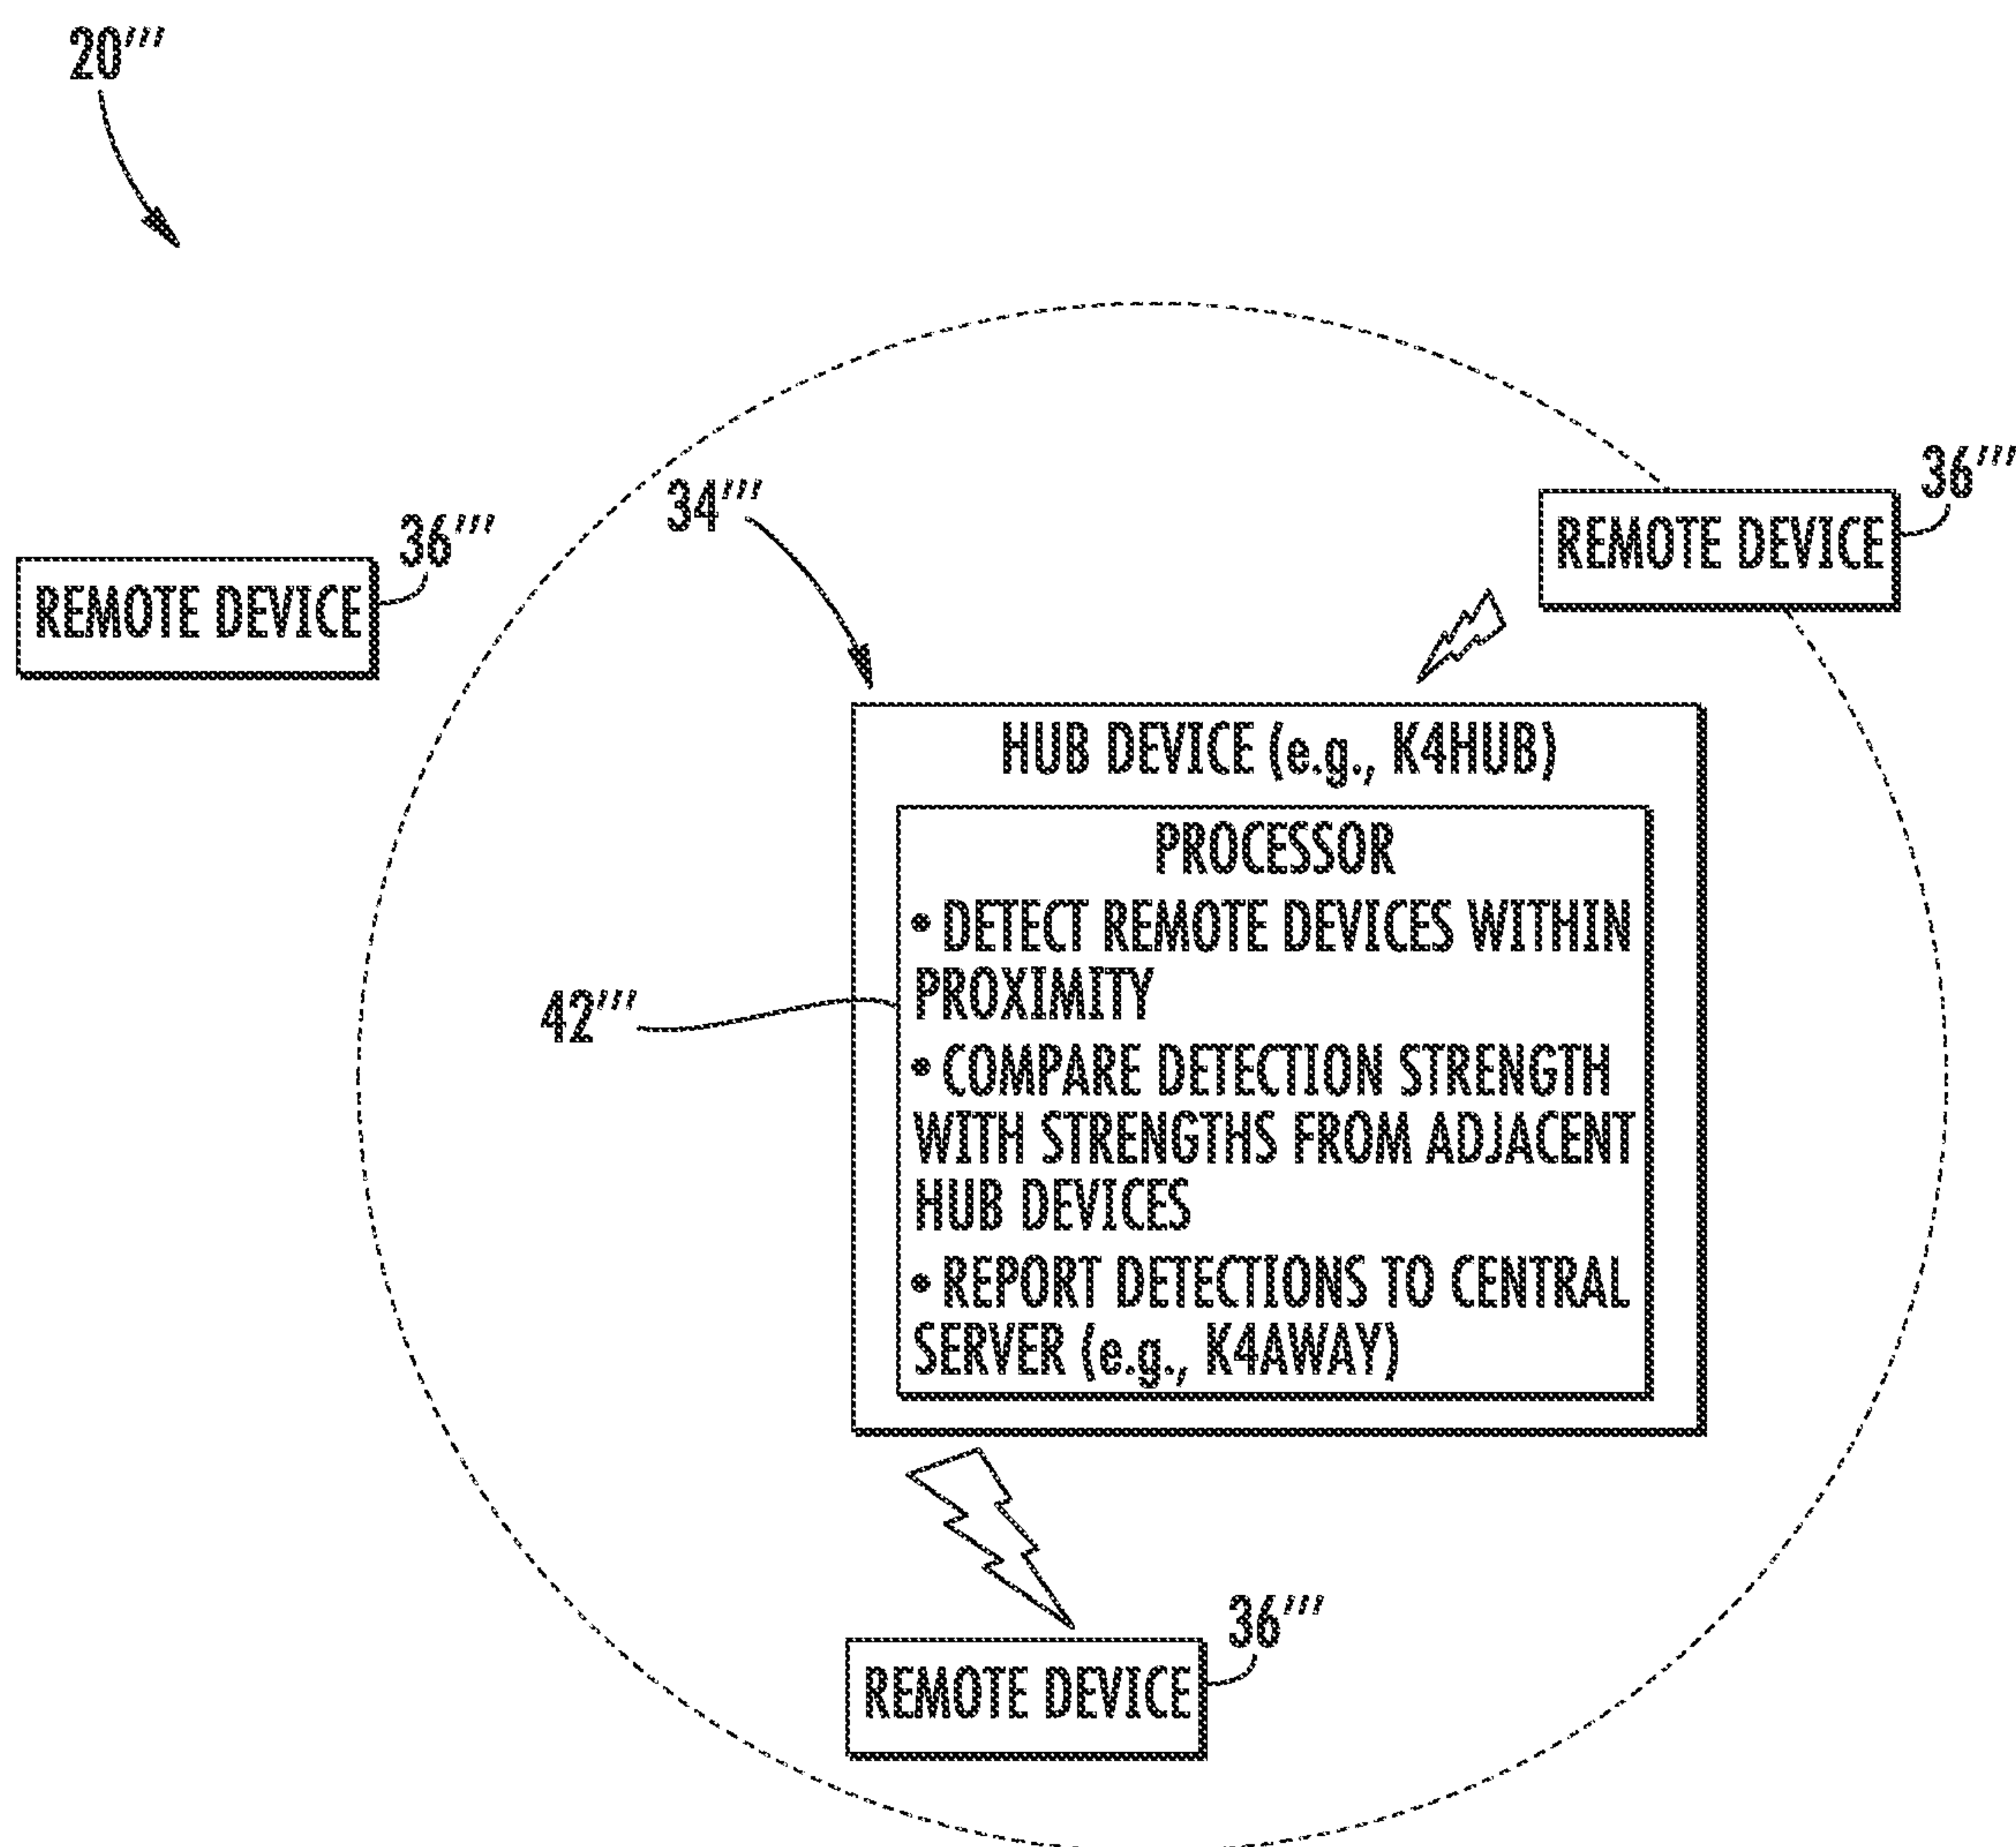 20'''
34'''
36'''
REMOTE DEVICE
36'''
REMOTE DEVICE
HUB DEVICE (e.g., K4HUB)
PROCESSOR
• DETECT REMOTE DEVICES WITHIN
PROXIMITY
• COMPARE DETECTION STRENGTH
WITH STRENGTHS FROM ADJACENT
HUB DEVICES
• REPORT DETECTIONS TO CENTRAL
SERVER (e.g., K4AWAY)
42'''
36'''
REMOTE DEVICE